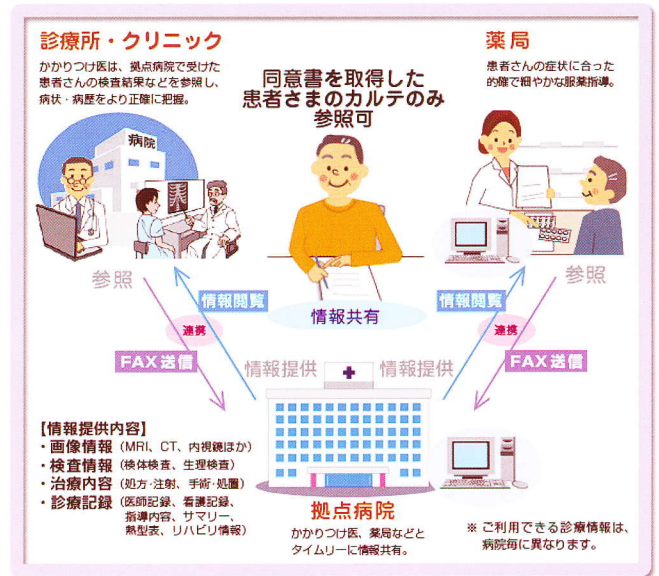 診療所・クリニック
かかりつけ医は、拠点病院で受けた
患者さんの検査結果などを参照し、
病状・病歴をより正確に把握。
同意書を取得した
患者さまのカルテのみ
参照可
薬局
患者さんの症状に合った
的確で細やかな服薬指導。
病院
参照
参照
情報閲覧
情報共有
情報閲覧
連携
連携
FAX送信
情報提供
情報提供
FAX送信
【情報提供内容】
・画像情報（MRI、CT、内視鏡ほか）
・検査情報（検体検査、生理検査）
・治療内容（処方・注射、手術・処置）
・診療記録（医師記録、看護記録、
指導内容、サマリー、
熱型表、リハビリ情報）
拠点病院
かかりつけ医、薬局などと
タイムリーに情報共有。
※ ご利用できる診療情報は、
病院毎に異なります。